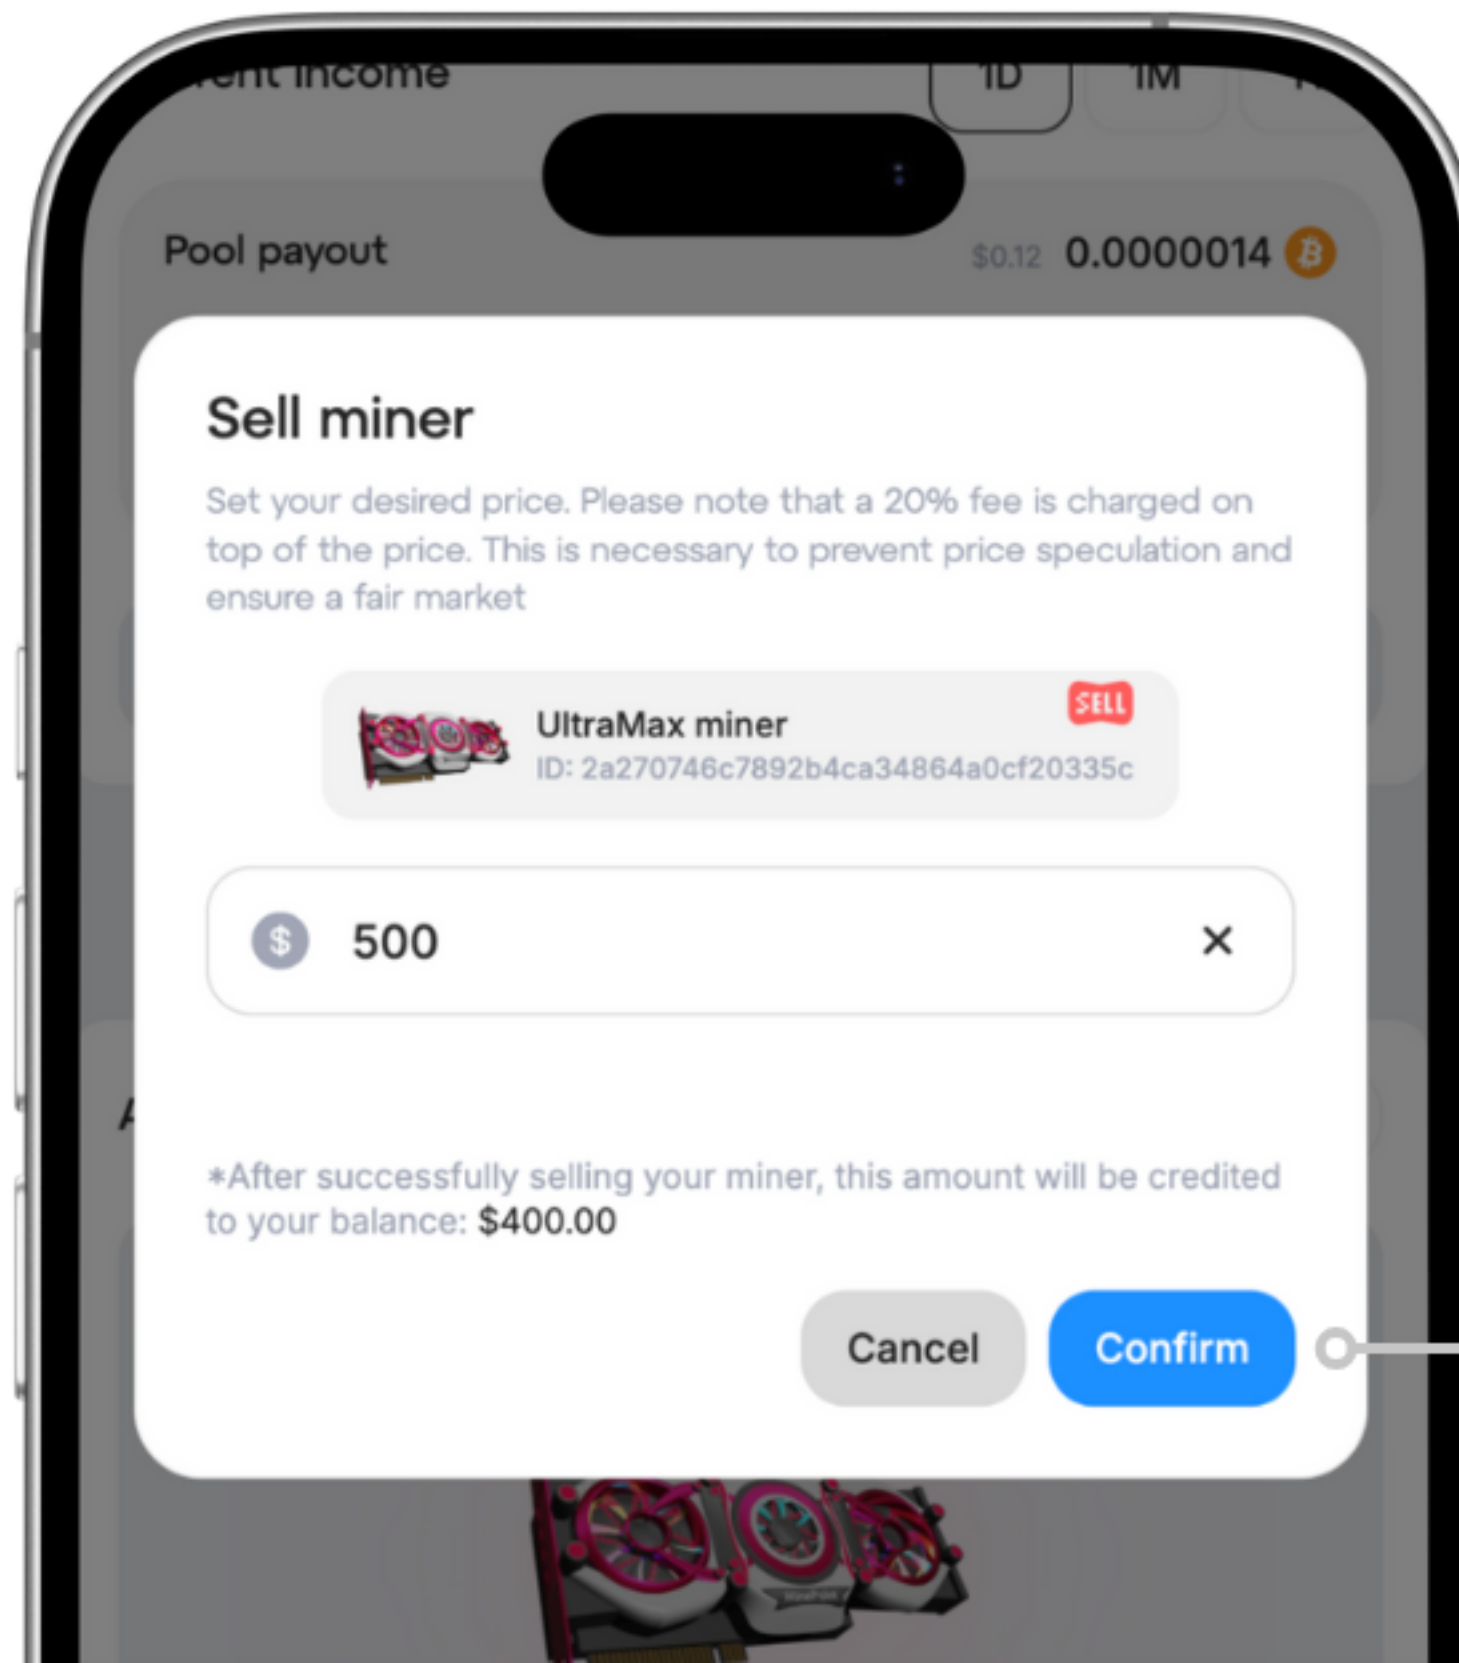 income
1D
1M
Pool payout
$0.12 0.0000014
Sell miner
Set your desired price. Please note that a 20% fee is charged on
top of the price. This is necessary to prevent price speculation and
ensure a fair market
SELL
UltraMax miner
ID: 2a270746c7892b4ca34864a0cf20335c
$ 500
*After successfully selling your miner, this amount will be credited
to your balance: $400.00
Cancel
Confirm